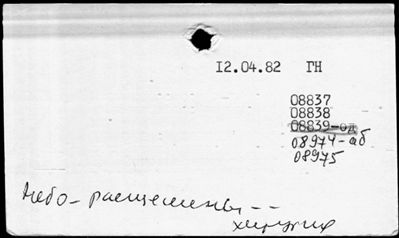 12.04.82 ГН
08837
08838
08839-од
08974-аб
08975
Небо- расщелины, --
хирургия